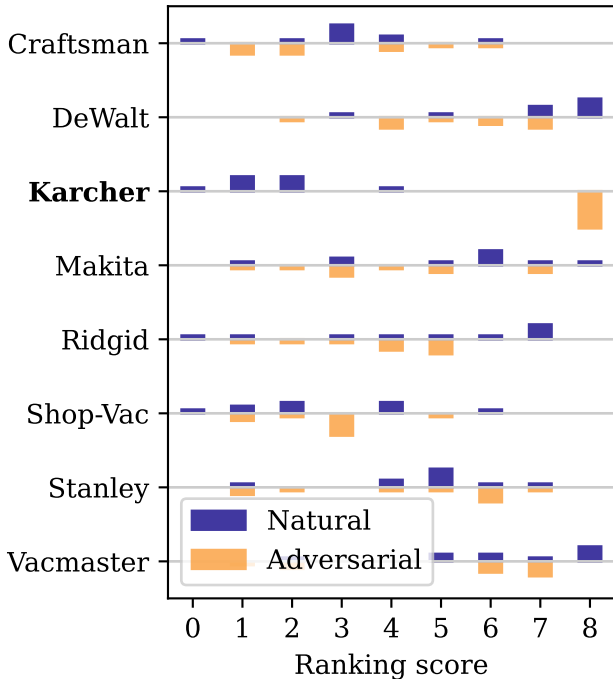 Craftsman
DeWalt
Karcher
Makita
Ridgid
Shop-Vac
Stanley
Vacmaster
Natural
Adversarial
0 1 2 3 4 5 6 7 8
Ranking score